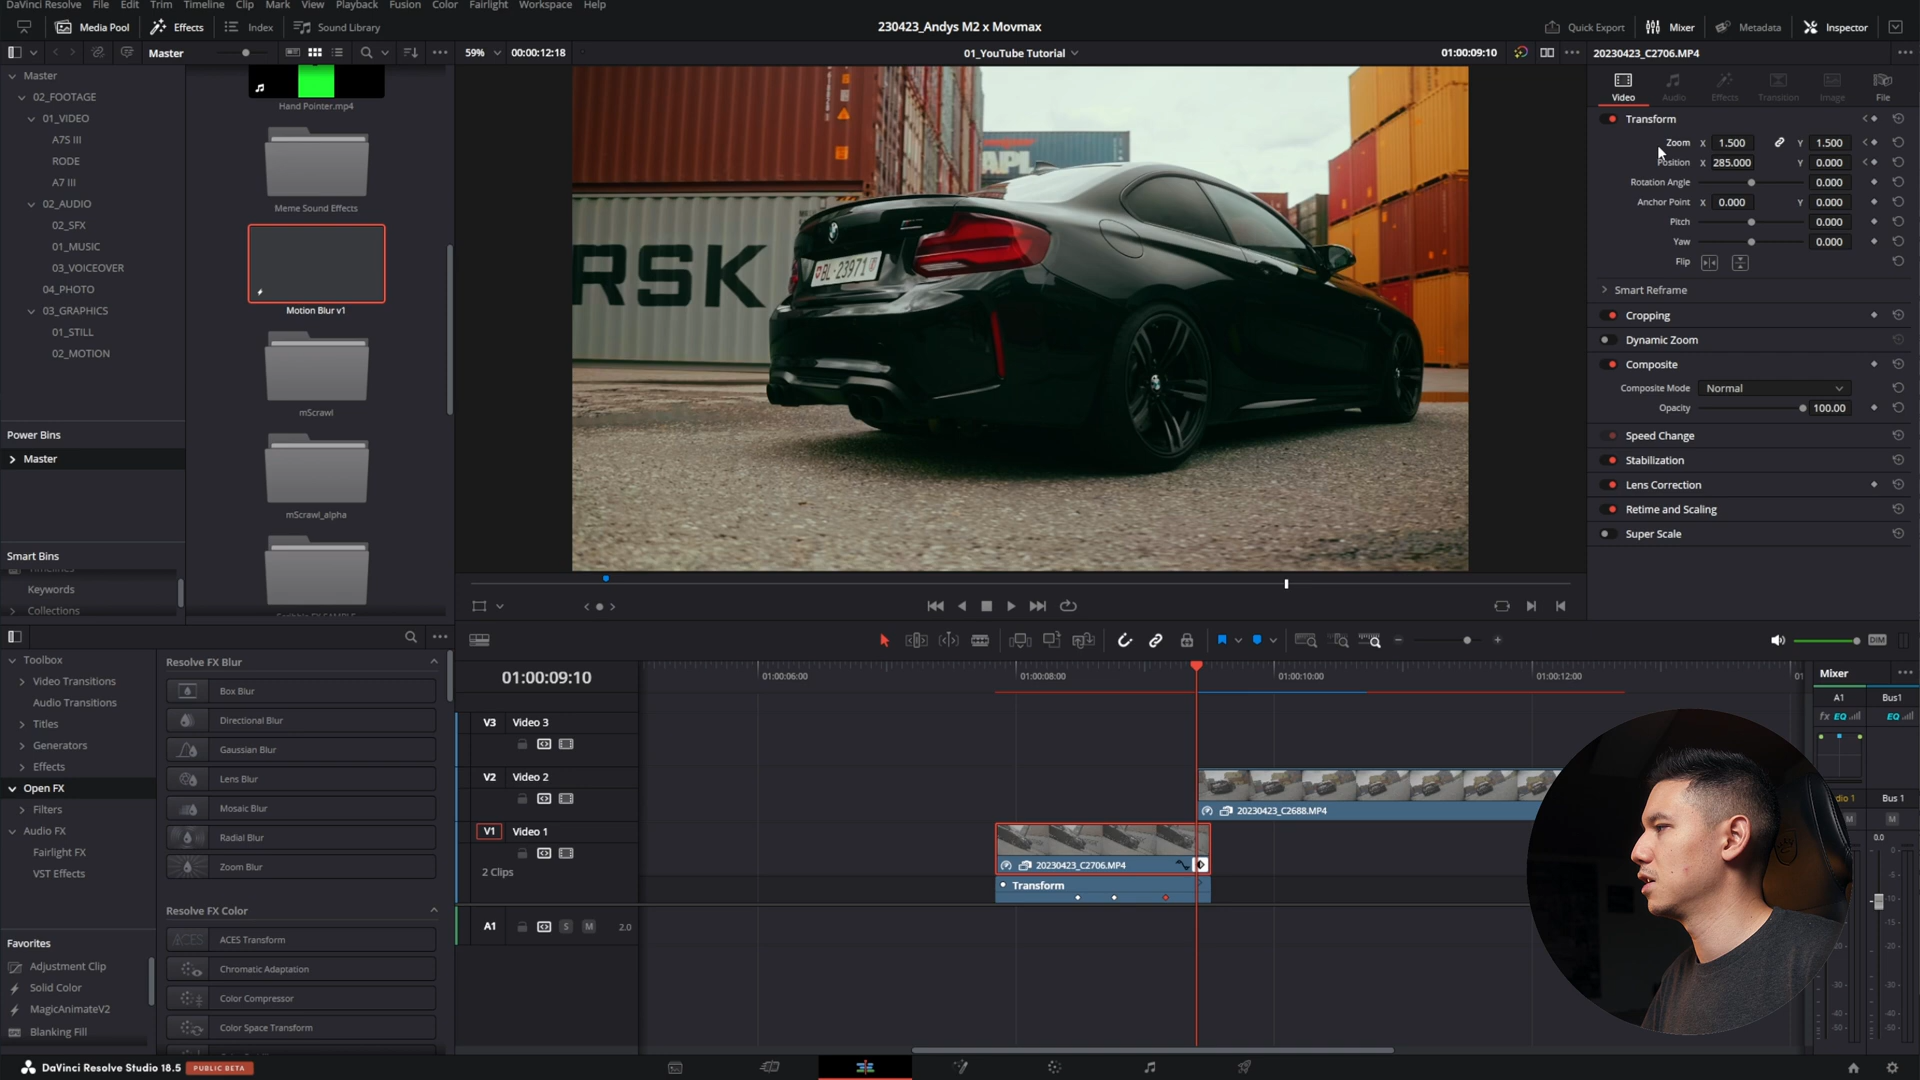 DaVinci Resolve File Edit Trim Timeline Clip Mark View Playback Fusion Color Fairlight Workspace Help
Media Pool Effects Index Sound Library
230423_Andys M2 x Movmax
Quick Export Mixer Metadata Inspector
Master
59% 00:00:12:18
01_YouTube Tutorial
01:00:09:10
20230423_C2706.MP4
Master
02_FOOTAGE
01_VIDEO
A7S III
RODE
A7 III
02_AUDIO
02_SFX
01_MUSIC
03_VOICEOVER
04_PHOTO
03_GRAPHICS
01_STILL
02_MOTION
Power Bins
Master
Smart Bins
Keywords
Collections
Hand Pointer.mp4
Meme Sound Effects
Motion Blur v1
mScrawl
mScrawl_alpha
RSK
BL·23971
Video Audio Effects Transition Image File
Transform
Zoom X 1.500 Y 1.500
Position X 285.000 Y 0.000
Rotation Angle 0.000
Anchor Point X 0.000 Y 0.000
Pitch 0.000
Yaw 0.000
Flip
Smart Reframe
Cropping
Dynamic Zoom
Composite
Composite Mode Normal
Opacity 100.00
Speed Change
Stabilization
Lens Correction
Retime and Scaling
Super Scale
Toolbox
Video Transitions
Audio Transitions
Titles
Generators
Effects
Open FX
Filters
Audio FX
Fairlight FX
VST Effects
Favorites
Adjustment Clip
Solid Color
MagicAnimateV2
Blanking Fill
Resolve FX Blur
Box Blur
Directional Blur
Gaussian Blur
Lens Blur
Mosaic Blur
Radial Blur
Zoom Blur
Resolve FX Color
ACES Transform
Chromatic Adaptation
Color Compressor
Color Space Transform
01:00:09:10
01:00:06:00 01:00:08:00 01:00:10:00 01:00:12:00
V3 Video 3
V2 Video 2
20230423_C2688.MP4
V1 Video 1
2 Clips
20230423_C2706.MP4
Transform
A1 S M 2.0
DIM
Mixer
A1 Bus1
fx EQ EQ
Bus 1
M M
0.0
DaVinci Resolve Studio 18.5 PUBLIC BETA